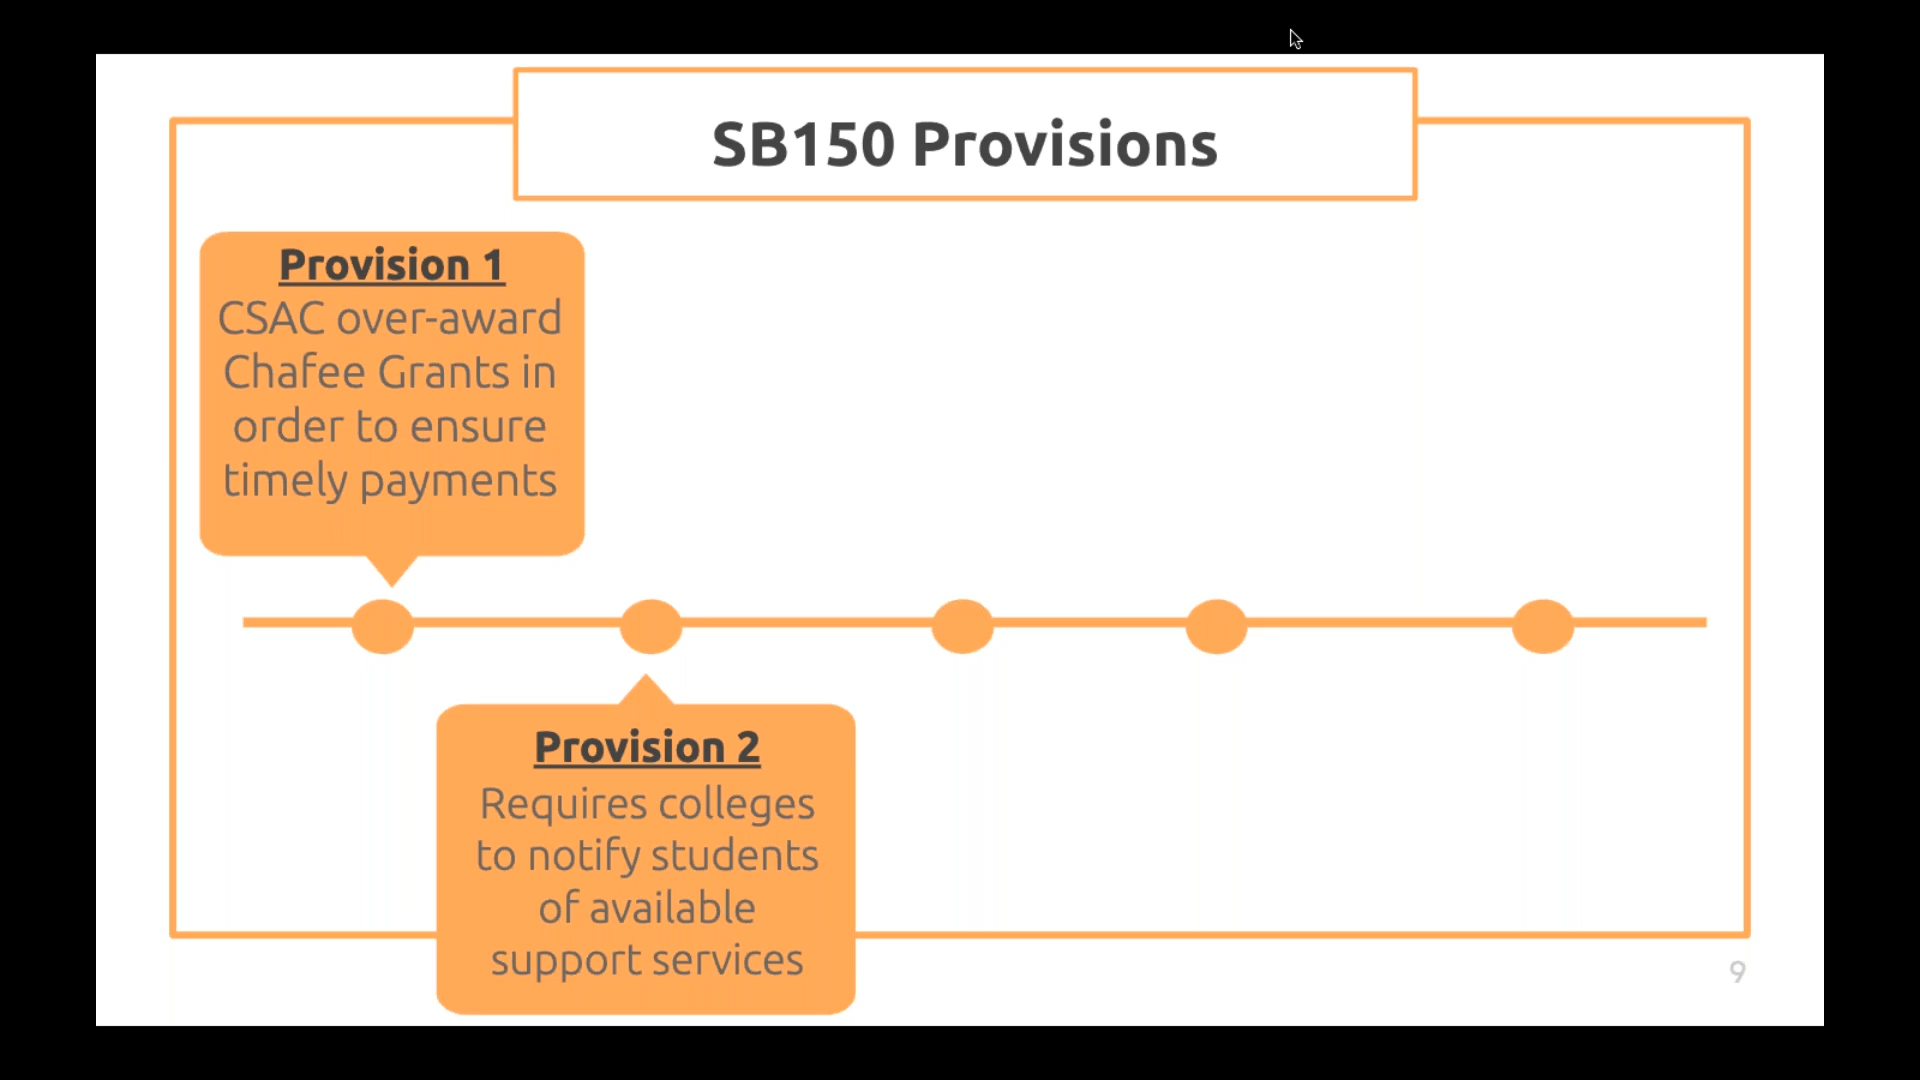 SB150 Provisions
Provision 1
CSAC over-award
Chafee Grants in
order to ensure
timely payments
Provision 2
Requires colleges
to notify students
of available
support services
9